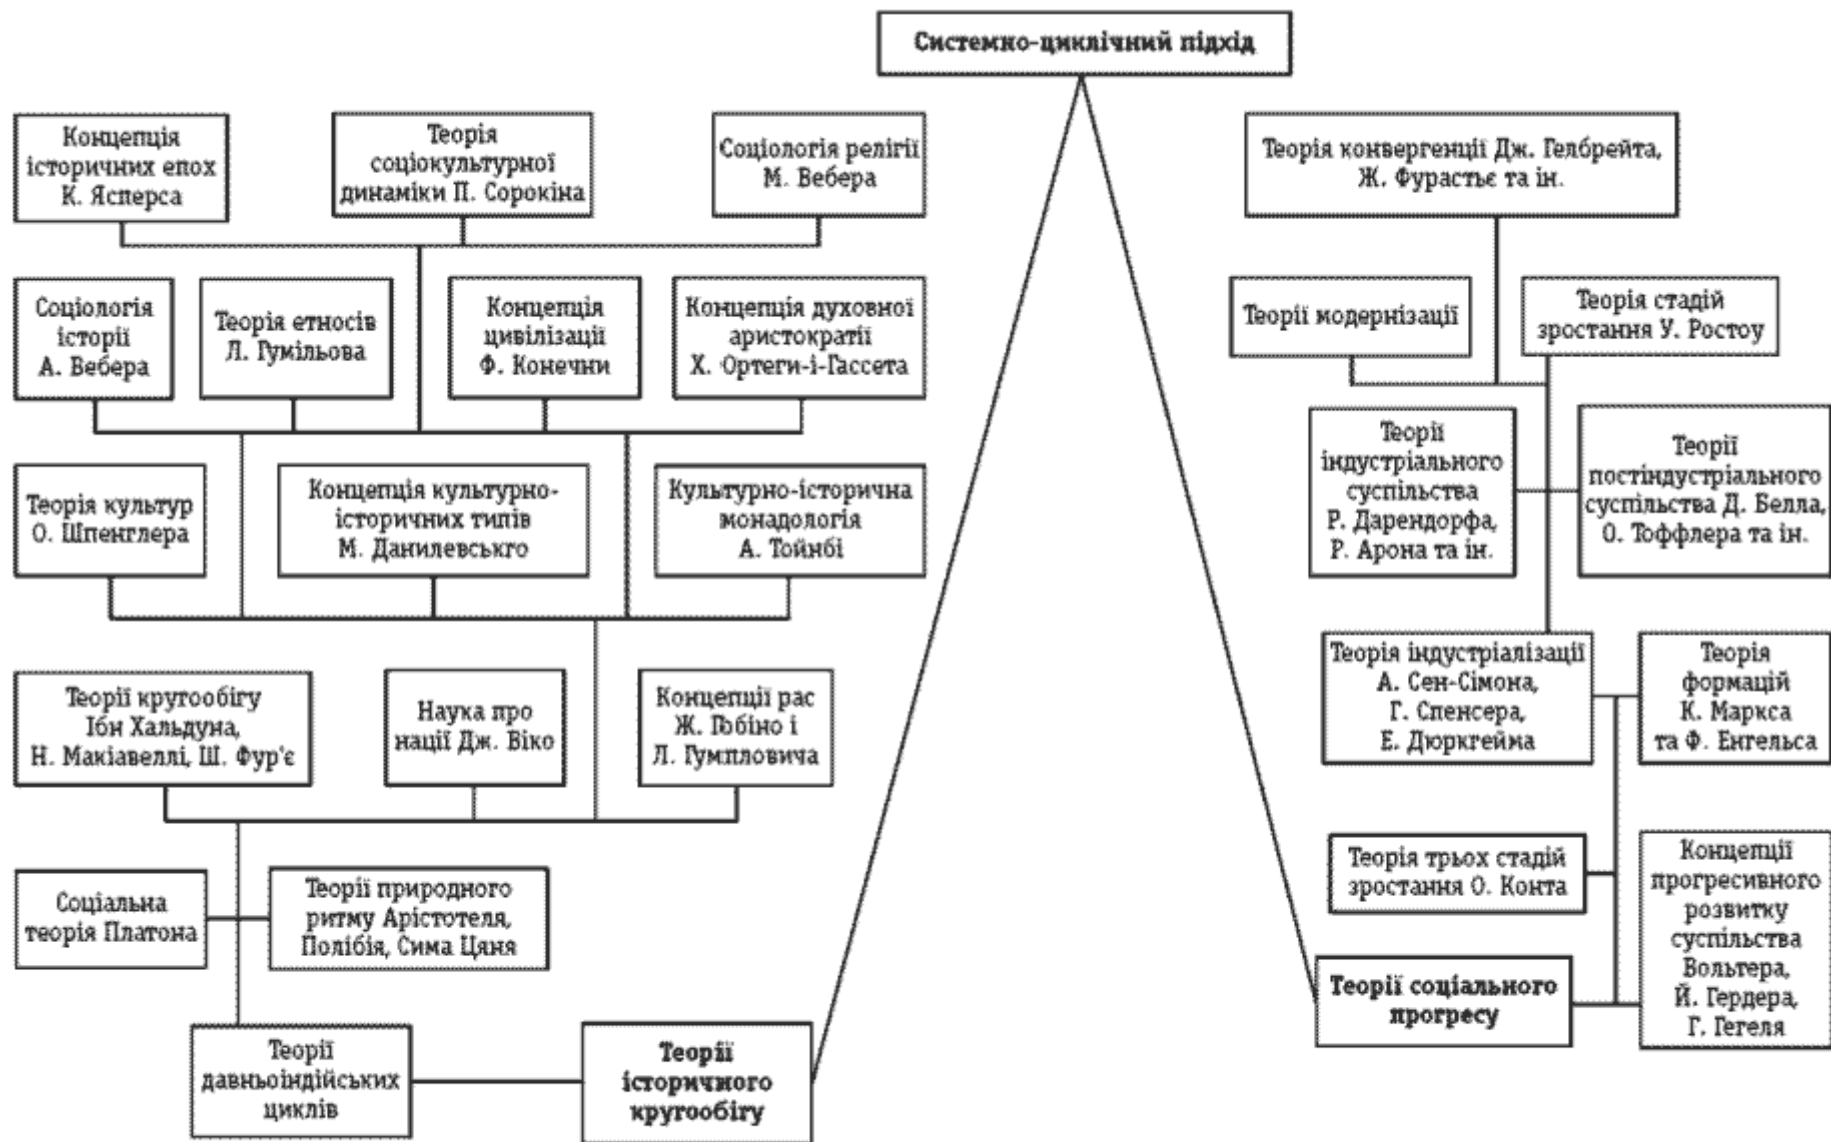 Системно-циклічний підхід
Концепція
історичних епох
К. Ясперса
Теорія
соціокультурної
динаміки П. Сорокіна
Соціологія релігії
М. Вебера
Теорія конвергенції Дж. Гелбрейта,
Ж. Фурастьє та ін.
Соціологія
історії
А. Вебера
Теорія етносів
Л. Гумільова
Концепція
цивілізації
Ф. Конечни
Концепція духовної
аристократії
Х. Ортеги-і-Гассета
Теорії модернізації
Теорія стадій
зростання У. Ростоу
Теорія культур
О. Шпенглера
Концепція культурно-
історичних типів
М. Данилевського
Культурно-історична
монадологія
А. Тойнбі
Теорії
індустріального
суспільства
Р. Дарендорфа,
Р. Арона та ін.
Теорії
постіндустріального
суспільства Д. Белла,
О. Тоффлера та ін.
Теорії кругообігу
Ібн Хальдуна,
Н. Макіавеллі, Ш. Фур'є
Наука про
нації Дж. Віко
Концепції рас
Ж. Гобіно і
Л. Гумпловича
Теорія індустріалізації
А. Сен-Сімона,
Г. Спенсера,
Е. Дюркгейма
Теорія
формацій
К. Маркса
та Ф. Енгельса
Соціальна
теорія Платона
Теорії природного
ритму Арістотеля,
Полібія, Сима Цяня
Теорія трьох стадій
зростання О. Конта
Концепції
прогресивного
розвитку
суспільства
Вольтера,
Й. Гердера,
Г. Гегеля
Теорії
давньоіндійських
циклів
Теорії
історичного
кругообігу
Теорії соціального
прогресу